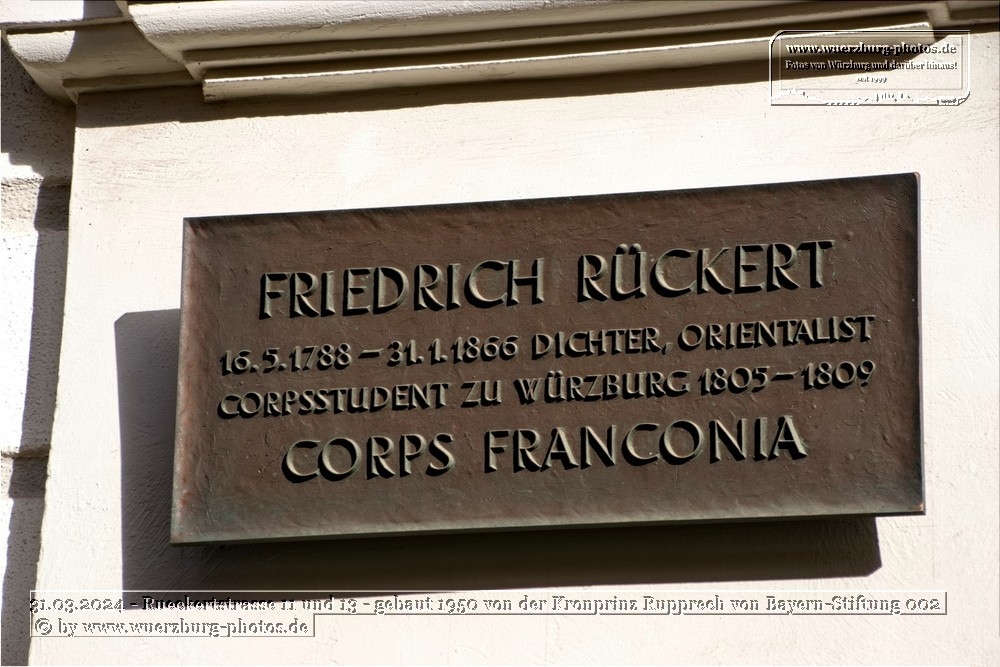 www.wuerzburg-photos.de
Fotos von Würzburg und darüber hinaus!
seit 1999
FRIEDRICH RÜCKERT
16.5.1788 – 31.1.1866 DICHTER, ORIENTALIST
CORPSSTUDENT ZU WÜRZBURG 1805 – 1809
CORPS FRANCONIA
31.03.2024 - Rueckertstrasse 11 und 13 - gebaut 1950 von der Kronprinz Rupprech von Bayern-Stiftung 002
© by www.wuerzburg-photos.de